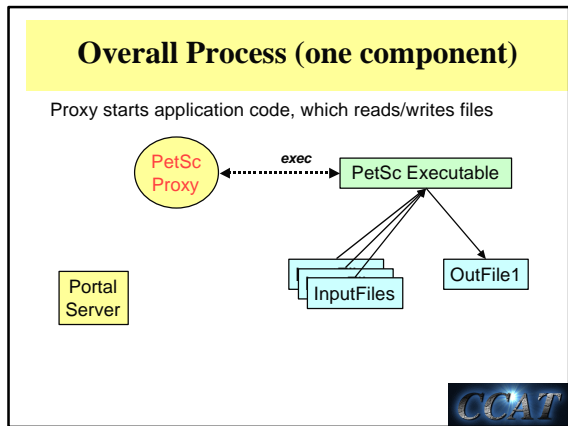 Overall Process (one component)
Proxy starts application code, which reads/writes files
PetSc
Proxy
exec
PetSc Executable
InputFiles
OutFile1
Portal
Server
CCAT